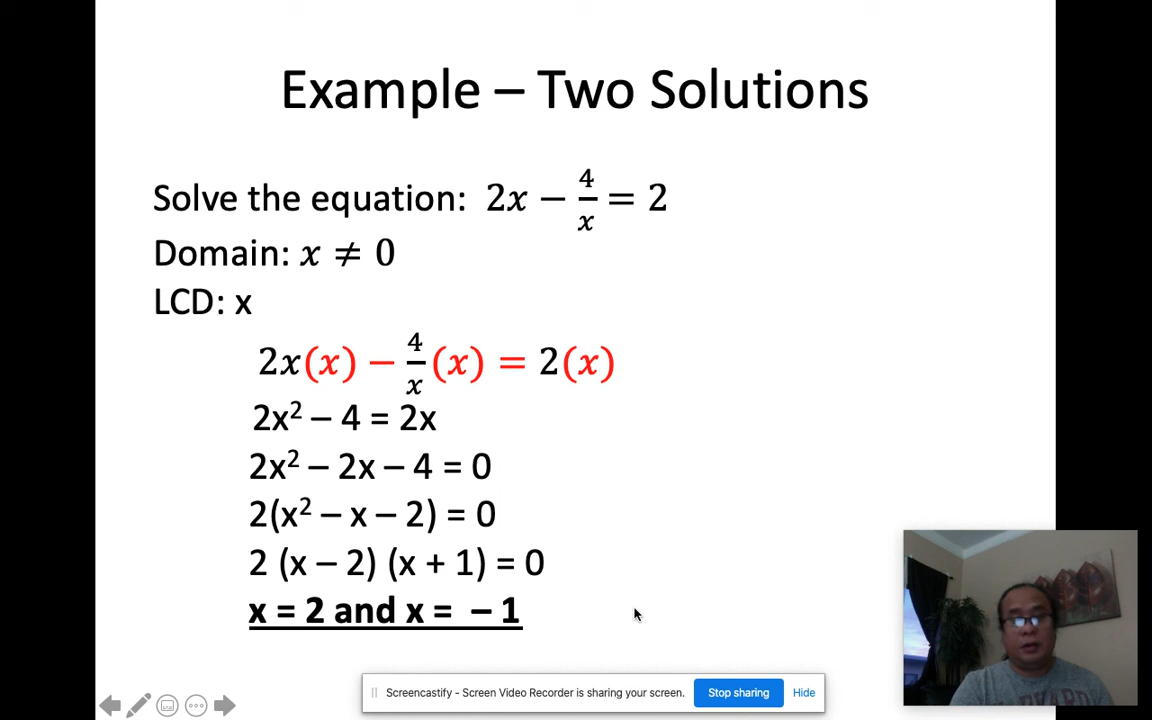 Example – Two Solutions
Solve the equation: 2x − 4/x = 2
Domain: x ≠ 0
LCD: x
2x(x) − 4/x (x) = 2(x)
2x² – 4 = 2x
2x² – 2x – 4 = 0
2(x² – x – 2) = 0
2 (x – 2) (x + 1) = 0
x = 2 and x = – 1
Screencastify - Screen Video Recorder is sharing your screen. Stop sharing Hide